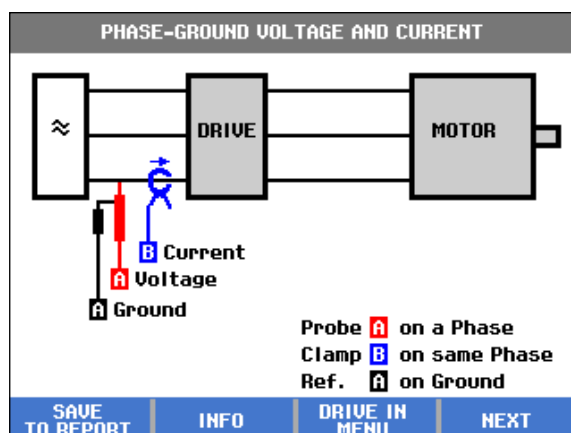 PHASE-GROUND VOLTAGE AND CURRENT
≈
DRIVE
MOTOR
B Current
A Voltage
A Ground
Probe A on a Phase
Clamp B on same Phase
Ref. A on Ground
SAVE
TO REPORT
INFO
DRIVE IN
MENU
NEXT